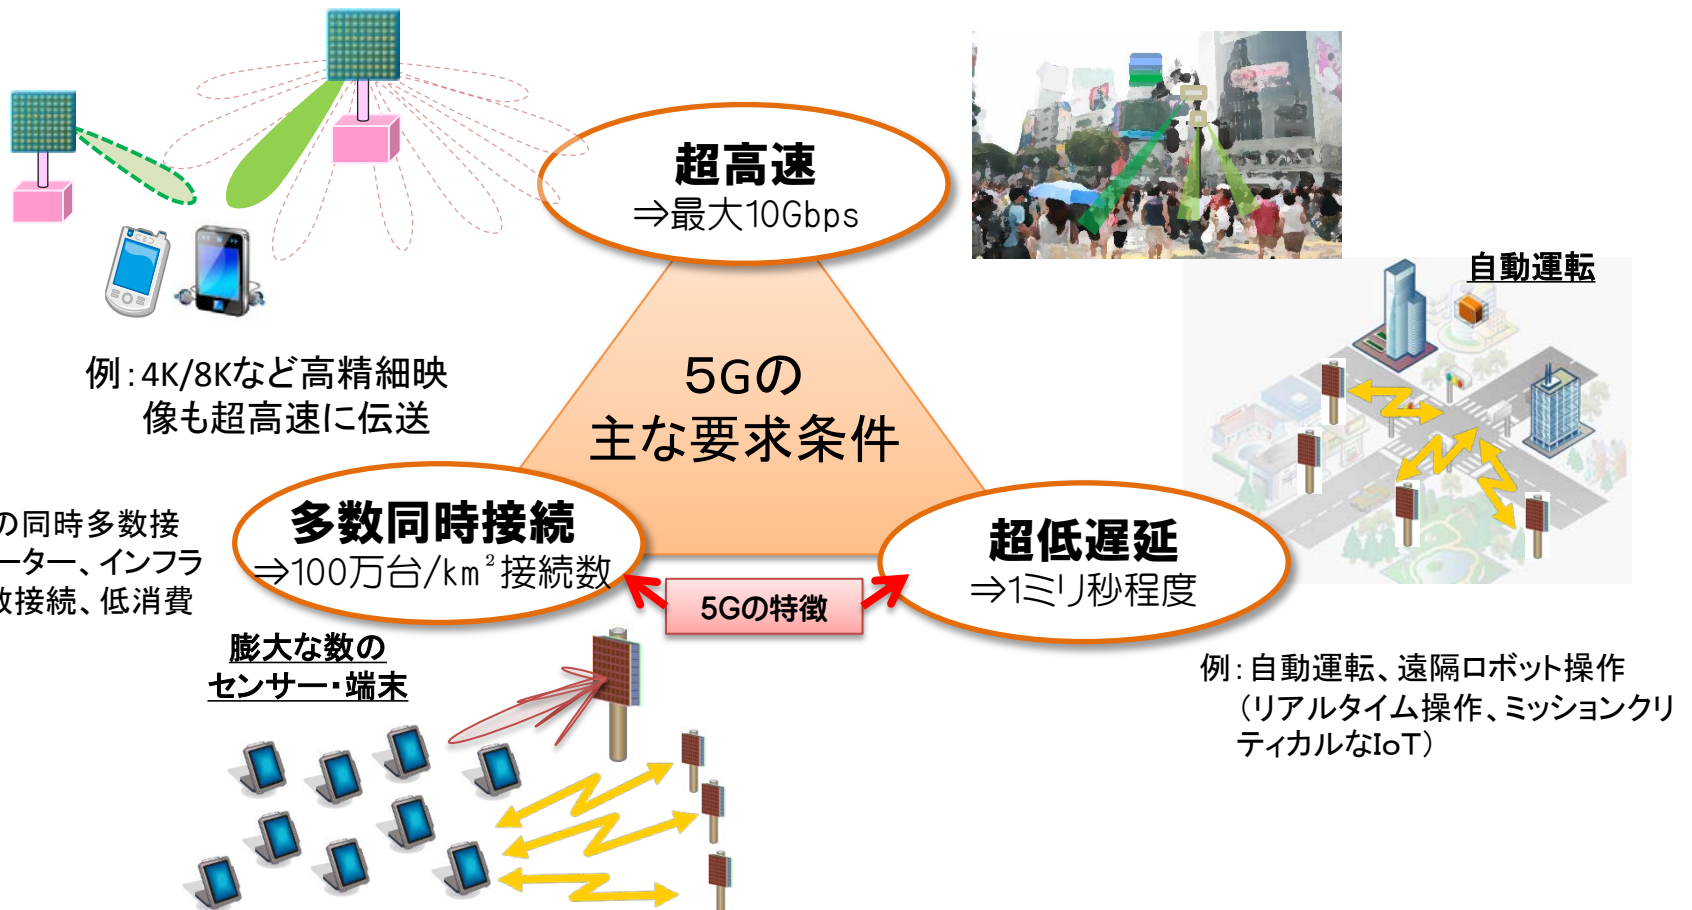 超高速
⇒最大10Gbps
自動運転
例：4K/8Kなど高精細映
像も超高速に伝送
5Gの
主な要求条件
の同時多数接
ーター、インフラ
数接続、低消費
多数同時接続
⇒100万台/km²接続数
超低遅延
⇒1ミリ秒程度
5Gの特徴
膨大な数の
センサー・端末
例：自動運転、遠隔ロボット操作
（リアルタイム操作、ミッションクリ
ティカルなIoT）